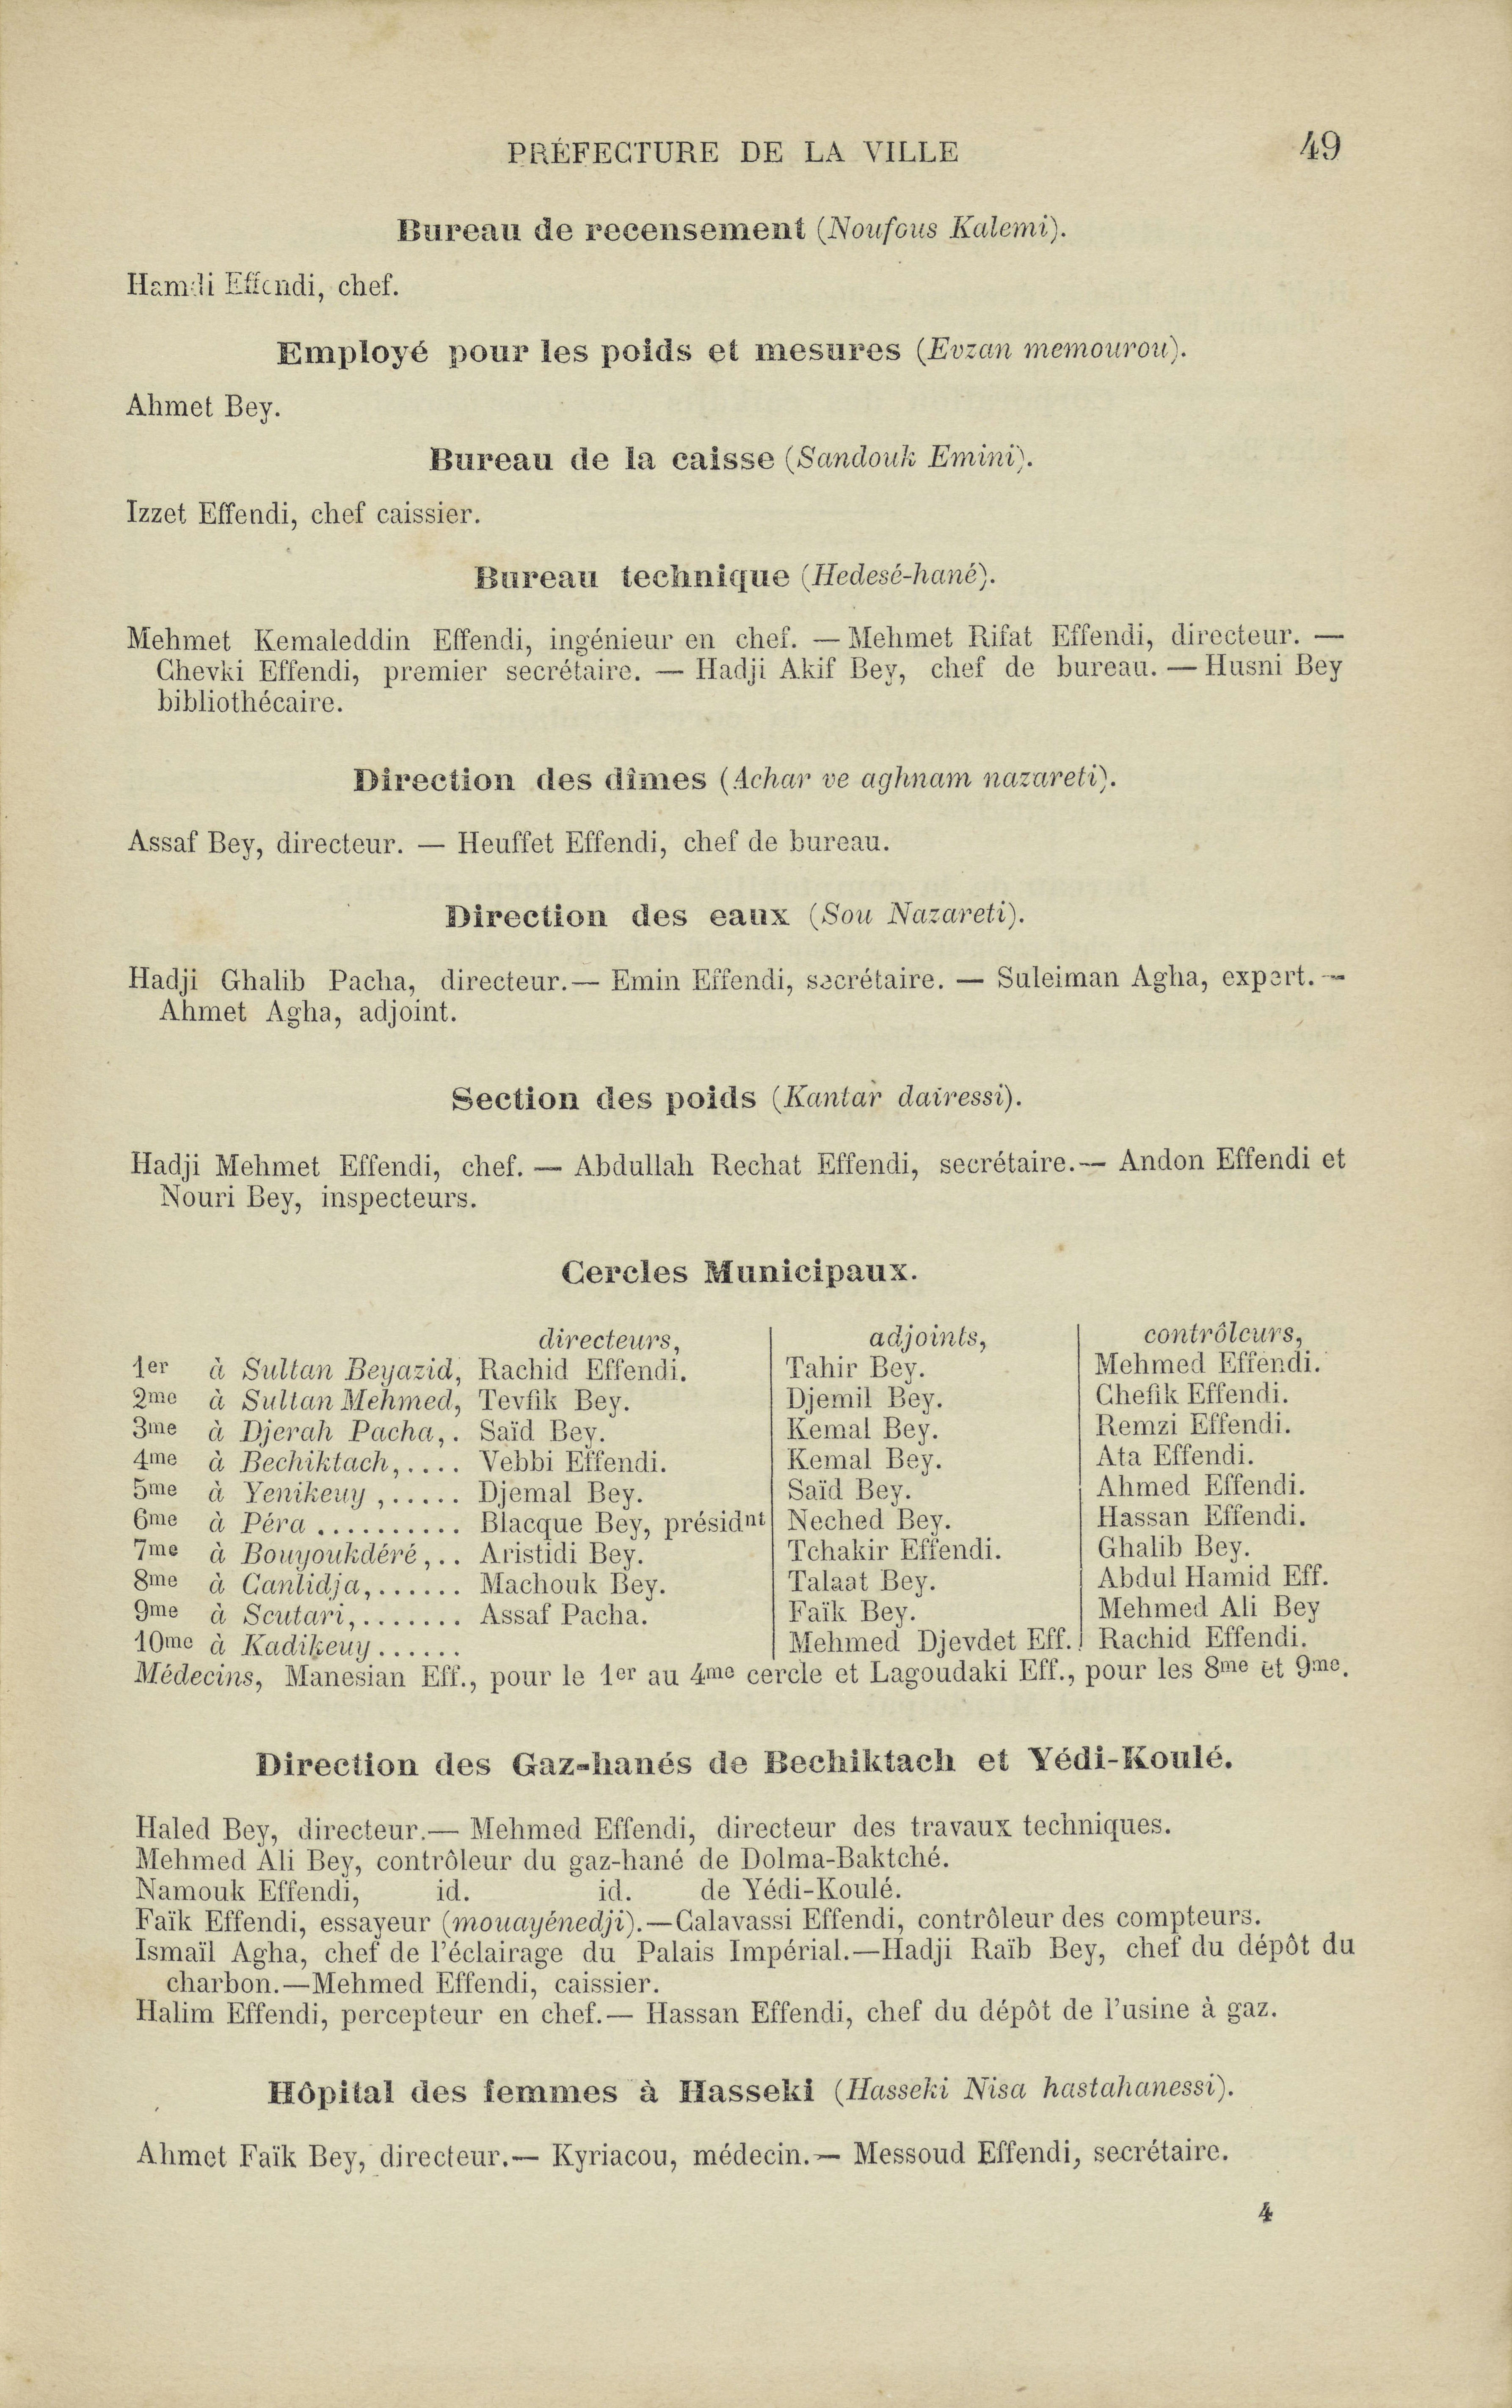 PRÉFECTURE DE LA VILLE 49
Bureau de recensement (Noufous Kalemi).
Hamdi Effendi, chef.
Employé pour les poids et mesures (Evzan memourou).
Ahmet Bey.
Bureau de la caisse (Sandouk Emini).
Izzet Effendi, chef caissier.
Bureau technique (Hedesé-hané).
Mehmet Kemaleddin Effendi, ingénieur en chef. — Mehmet Rifat Effendi, directeur. —
Chevki Effendi, premier secrétaire. — Hadji Akif Bey, chef de bureau. — Husni Bey
bibliothécaire.
Direction des dîmes (Achar ve aghnam nazareti).
Assaf Bey, directeur. — Heuffet Effendi, chef de bureau.
Direction des eaux (Sou Nazareti).
Hadji Ghalib Pacha, directeur.— Emin Effendi, secrétaire. — Suleiman Agha, expert. —
Ahmet Agha, adjoint.
Section des poids (Kantar dairessi).
Hadji Mehmet Effendi, chef. — Abdullah Rechat Effendi, secrétaire.— Andon Effendi et
Nouri Bey, inspecteurs.
Cercles Municipaux.
directeurs, adjoints, contrôleurs,
1er à Sultan Beyazid, Rachid Effendi. Tahir Bey. Mehmed Effendi.
2me à Sultan Mehmed, Tevfik Bey. Djemil Bey. Chefik Effendi.
3me à Djerah Pacha,. Saïd Bey. Kemal Bey. Remzi Effendi.
4me à Bechiktach,.... Vebbi Effendi. Kemal Bey. Ata Effendi.
5me à Yenikeuy ,..... Djemal Bey. Saïd Bey. Ahmed Effendi.
6me à Péra .......... Blacque Bey, présidnt Neched Bey. Hassan Effendi.
7me à Bouyoukdéré,.. Aristidi Bey. Tchakir Effendi. Ghalib Bey.
8me à Canlidja,...... Machouk Bey. Talaat Bey. Abdul Hamid Eff.
9me à Scutari,....... Assaf Pacha. Faïk Bey. Mehmed Ali Bey
10me à Kadikeuy...... Mehmed Djevdet Eff. Rachid Effendi.
Médecins, Manesian Eff., pour le 1er au 4me cercle et Lagoudaki Eff., pour les 8me et 9me.
Direction des Gaz-hanés de Bechiktach et Yédi-Koulé.
Haled Bey, directeur.— Mehmed Effendi, directeur des travaux techniques.
Mehmed Ali Bey, contrôleur du gaz-hané de Dolma-Baktché.
Namouk Effendi, id. id. de Yédi-Koulé.
Faïk Effendi, essayeur (mouayénedji).—Calavassi Effendi, contrôleur des compteurs.
Ismaïl Agha, chef de l'éclairage du Palais Impérial.—Hadji Raïb Bey, chef du dépôt du
charbon.—Mehmed Effendi, caissier.
Halim Effendi, percepteur en chef.— Hassan Effendi, chef du dépôt de l'usine à gaz.
Hôpital des femmes à Hasseki (Hasseki Nisa hastahanessi).
Ahmet Faïk Bey, directeur.— Kyriacou, médecin.— Messoud Effendi, secrétaire.
4